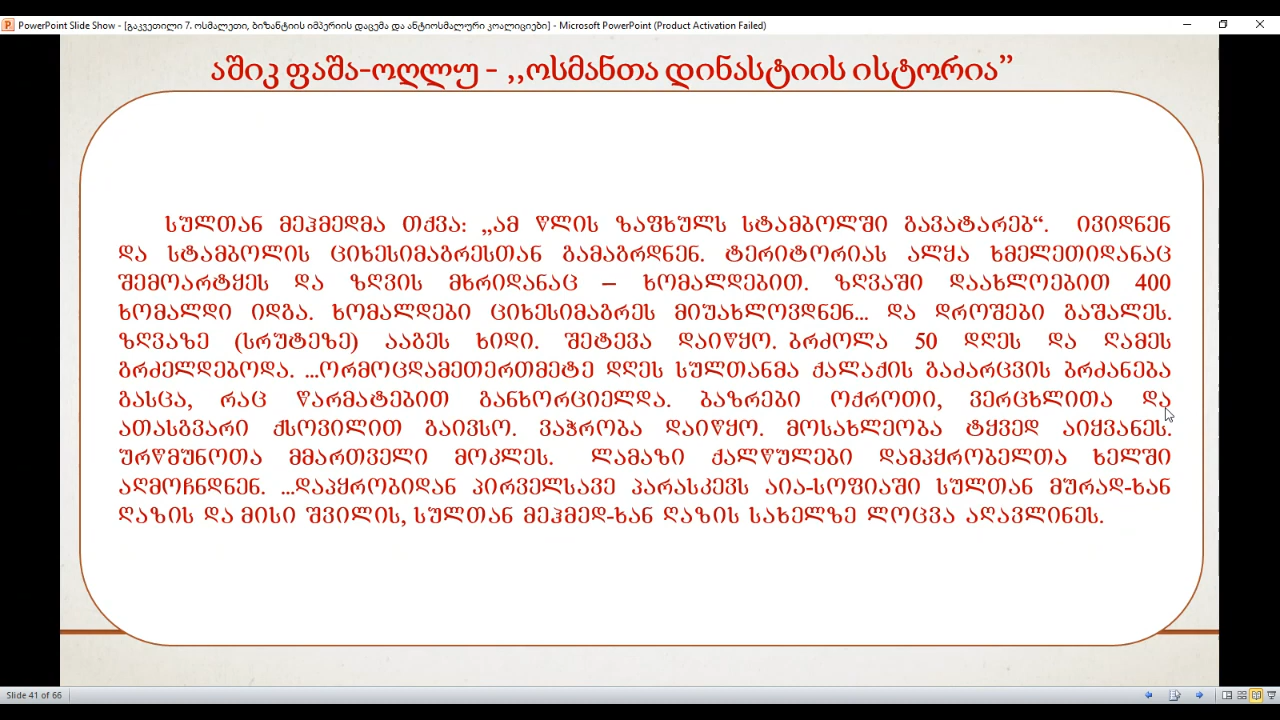 PowerPoint Slide Show - [გაკვეთილი 7. ოსმალეთი, ბიზანტიის იმპერიის დაცემა და ანტიოსმალური კოალიციები] - Microsoft PowerPoint (Product Activation Failed)
აშიკ ფაშა-ოღლუ - ,,ოსმანთა დინასტიის ისტორია”
სულთან მეჰმედმა თქვა: „ამ წლის ზაფხულს სტამბოლში გავატარებ“. ივიდნენ
და სტამბოლის ციხესიმაგრესთან გამაგრდნენ. ტერიტორიას ალყა ხმელეთიდანაც
შემოარტყეს და ზღვის მხრიდანაც – ხომალდებით. ზღვაში დაახლოებით 400
ხომალდი იდგა. ხომალდები ციხესიმაგრეს მიუახლოვდნენ... და დროშები გაშალეს.
ზღვაზე (სრუტეზე) ააგეს ხიდი. შეტევა დაიწყო. ბრძოლა 50 დღეს და ღამეს
გრძელდებოდა. ...ორმოცდამეთერთმეტე დღეს სულთანმა ქალაქის გაძარცვის ბრძანება
გასცა, რაც წარმატებით განხორციელდა. ბაზრები ოქროთი, ვერცხლითა და
ათასგვარი ქსოვილით გაივსო. ვაჭრობა დაიწყო. მოსახლეობა ტყვედ აიყვანეს.
ურწმუნოთა მმართველი მოკლეს. ლამაზი ქალწულები დამპყრობელთა ხელში
აღმოჩნდნენ. ...დაპყრობიდან პირველსავე პარასკევს აია-სოფიაში სულთან მურად-ხან
ღაზის და მისი შვილის, სულთან მეჰმედ-ხან ღაზის სახელზე ლოცვა აღავლინეს.
Slide 41 of 66